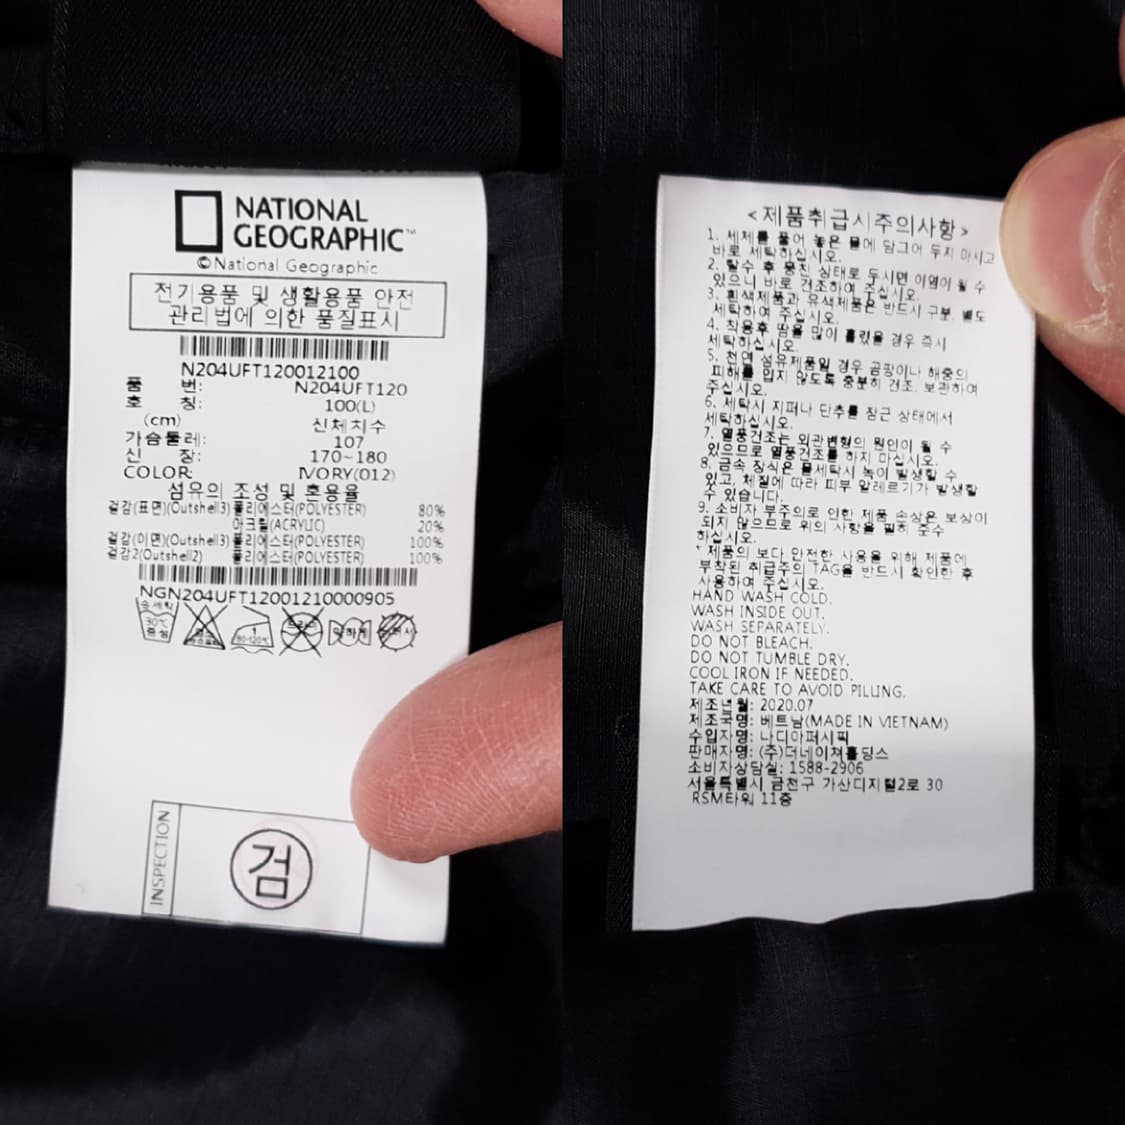 NATIONAL
GEOGRAPHIC™
©National Geographic
전기용품 및 생활용품 안전
관리법에 의한 품질표시
N204UFT120012100
품 번: N204UFT120
호 칭: 100(L)
(cm) 신체치수
가슴둘레: 107
신 장: 170~180
COLOR: IVORY(012)
섬유의 조성 및 혼용율
겉감(표면)(Outshell3) 폴리에스터(POLYESTER) 80%
아크릴(ACRYLIC) 20%
겉감(이면)(Outshell3) 폴리에스터(POLYESTER) 100%
겉감2(Outshell2) 폴리에스터(POLYESTER) 100%
NGN204UFT12001210000905
손세탁
30℃
중성
80-120℃
약하게
INSPECTION
검
<제품취급시주의사항>
1. 세제를 풀어 놓은 물에 담그어 두지 마시고
바로 세탁하십시오.
2. 탈수 후 뭉친 상태로 두시면 이염이 될 수
있으니 바로 건조하여 주십시오.
3. 흰색제품과 유색제품은 반드시 구분. 별도
세탁하여 주십시오.
4. 착용후 땀을 많이 흘렸을 경우 즉시
세탁하십시오.
5. 천연 섬유제품일 경우 곰팡이나 해충의
피해를 입지 않도록 충분히 건조. 보관하여
주십시오.
6. 세탁시 지퍼나 단추를 잠근 상태에서
세탁하십시오.
7. 열풍건조는 외관변형의 원인이 될 수
있으므로 열풍건조를 하지 마십시오.
8. 금속 장식은 물세탁시 녹이 발생할 수
있고, 체질에 따라 피부 알레르기가 발생할
수 있습니다.
9. 소비자 부주의로 인한 제품 손상은 보상이
되지 않으므로 위의 사항을 필히 준수
하십시오.
* 제품의 보다 안전한 사용을 위해 제품에
부착된 취급주의 TAG을 반드시 확인한 후
사용하여 주십시오.
HAND WASH COLD.
WASH INSIDE OUT.
WASH SEPARATELY.
DO NOT BLEACH.
DO NOT TUMBLE DRY.
COOL IRON IF NEEDED.
TAKE CARE TO AVOID PILLING.
제조년월: 2020.07
제조국명: 베트남(MADE IN VIETNAM)
수입자명: 나디아퍼시픽
판매자명: (주)더네이쳐홀딩스
소비자상담실: 1588-2906
서울특별시 금천구 가산디지털2로 30
RSM타워 11층